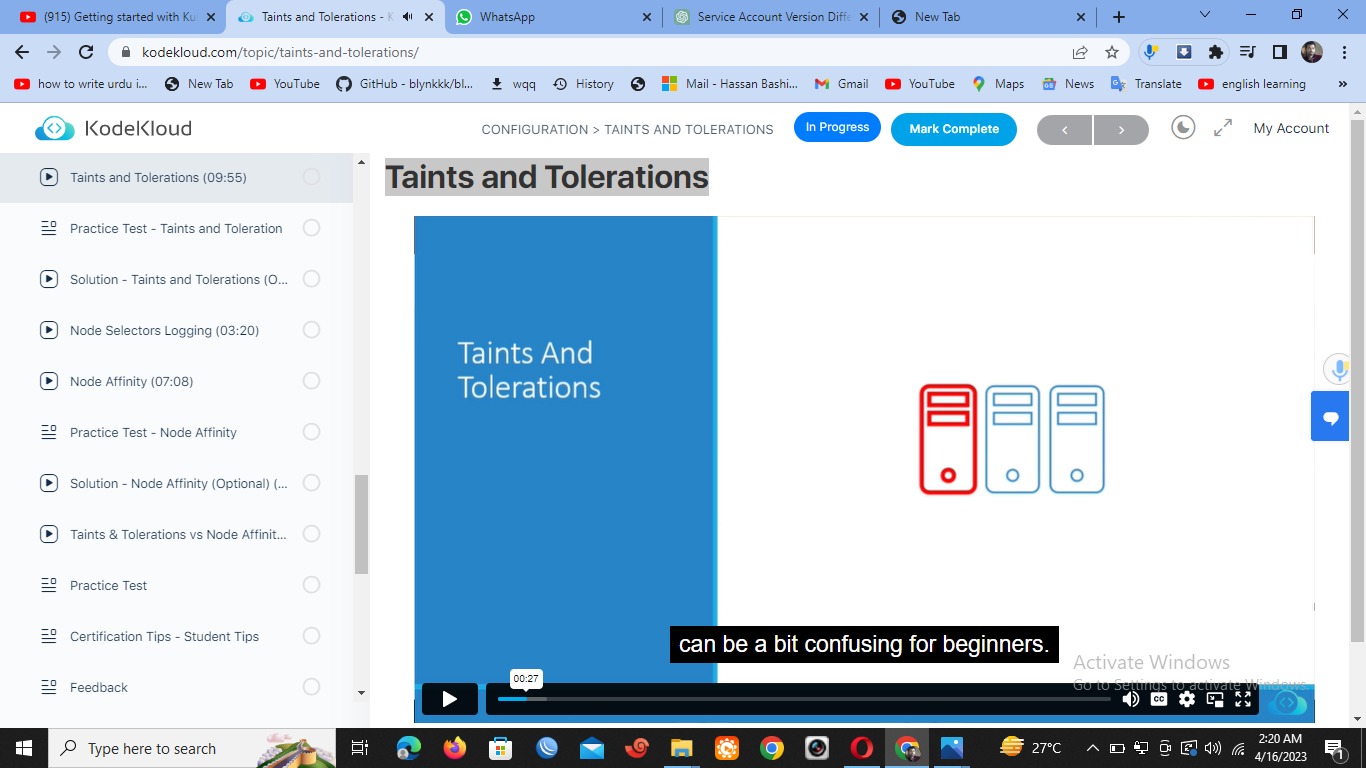 (915) Getting started with Ku
Taints and Tolerations - K
WhatsApp
Service Account Version Diffe
New Tab
kodekloud.com/topic/taints-and-tolerations/
how to write urdu i...
New Tab
YouTube
GitHub - blynkkk/bl...
wqq
History
Mail - Hassan Bashi...
Gmail
YouTube
Maps
News
Translate
english learning
»
KodeKloud
CONFIGURATION > TAINTS AND TOLERATIONS
In Progress
Mark Complete
My Account
Taints and Tolerations (09:55)
Practice Test - Taints and Toleration
Solution - Taints and Tolerations (O...
Node Selectors Logging (03:20)
Node Affinity (07:08)
Practice Test - Node Affinity
Solution - Node Affinity (Optional) (...
Taints & Tolerations vs Node Affinit...
Practice Test
Certification Tips - Student Tips
Feedback
Taints and Tolerations
Taints And
Tolerations
can be a bit confusing for beginners.
Activate Windows
Go to Settings to activate Windows.
00:27
CC
Type here to search
27°C
2:20 AM
4/16/2023
1